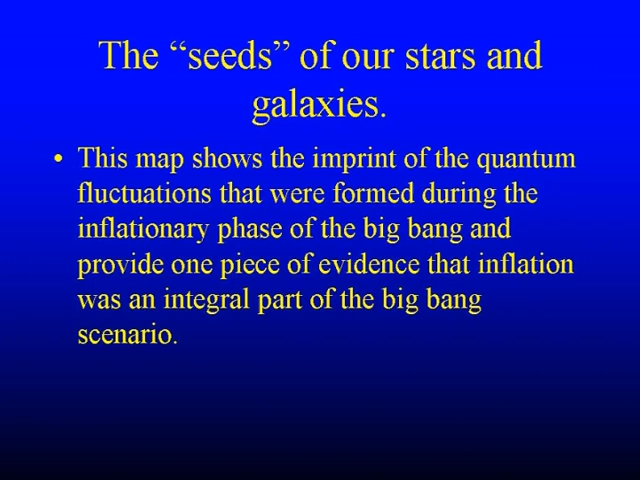 The “seeds” of our stars and
galaxies.
• This map shows the imprint of the quantum
fluctuations that were formed during the
inflationary phase of the big bang and
provide one piece of evidence that inflation
was an integral part of the big bang
scenario.